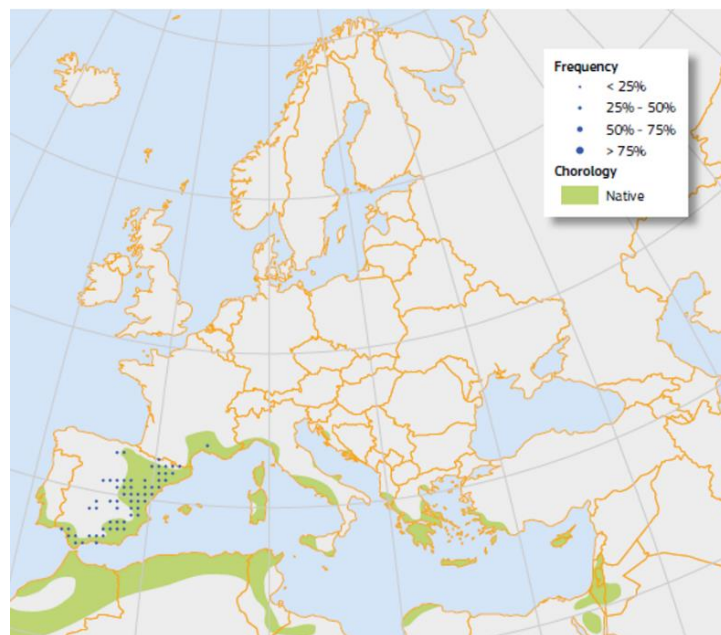 Frequency
< 25%
25% - 50%
50% - 75%
> 75%
Chorology
Native